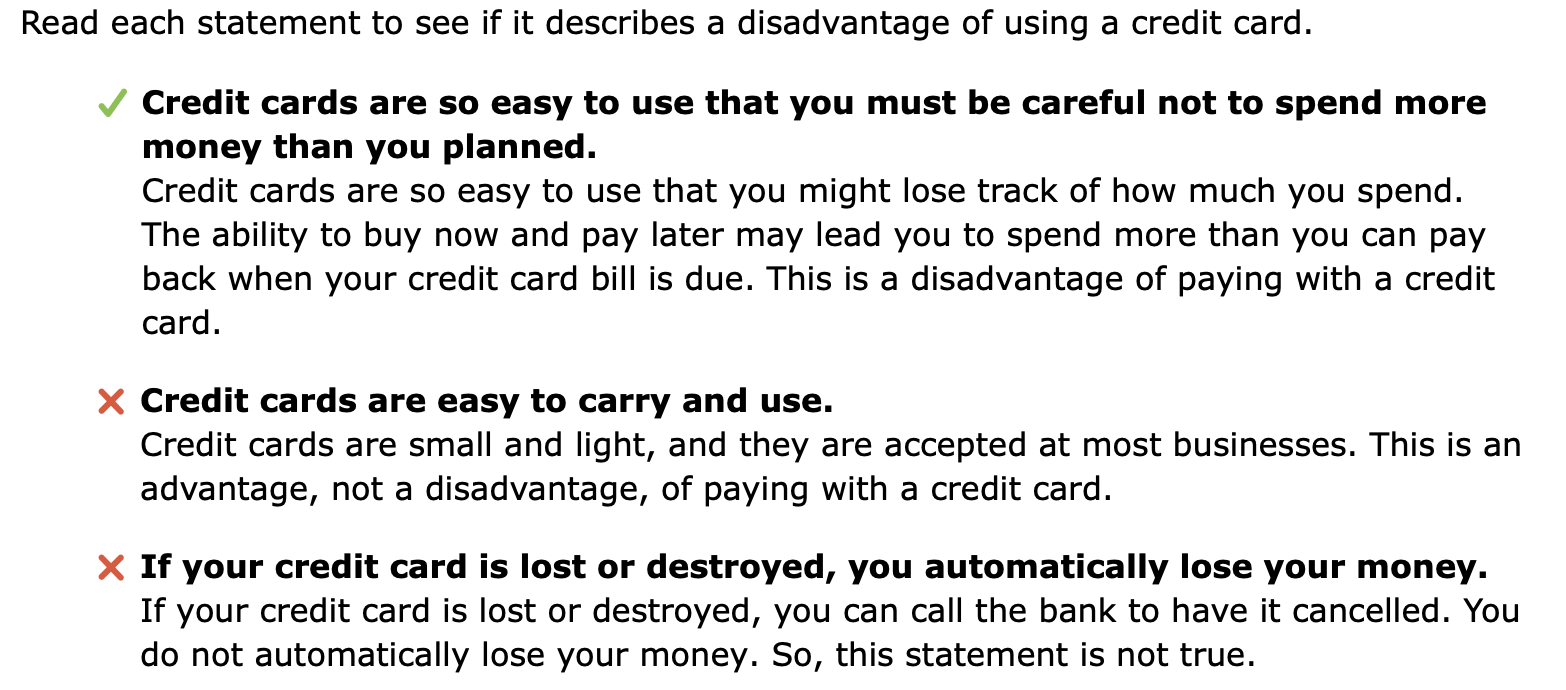 Read each statement to see if it describes a disadvantage of using a credit card.
Credit cards are so easy to use that you must be careful not to spend more
money than you planned.
Credit cards are so easy to use that you might lose track of how much you spend.
The ability to buy now and pay later may lead you to spend more than you can pay
back when your credit card bill is due. This is a disadvantage of paying with a credit
card.
Credit cards are easy to carry and use.
Credit cards are small and light, and they are accepted at most businesses. This is an
advantage, not a disadvantage, of paying with a credit card.
If your credit card is lost or destroyed, you automatically lose your money.
If your credit card is lost or destroyed, you can call the bank to have it cancelled. You
do not automatically lose your money. So, this statement is not true.